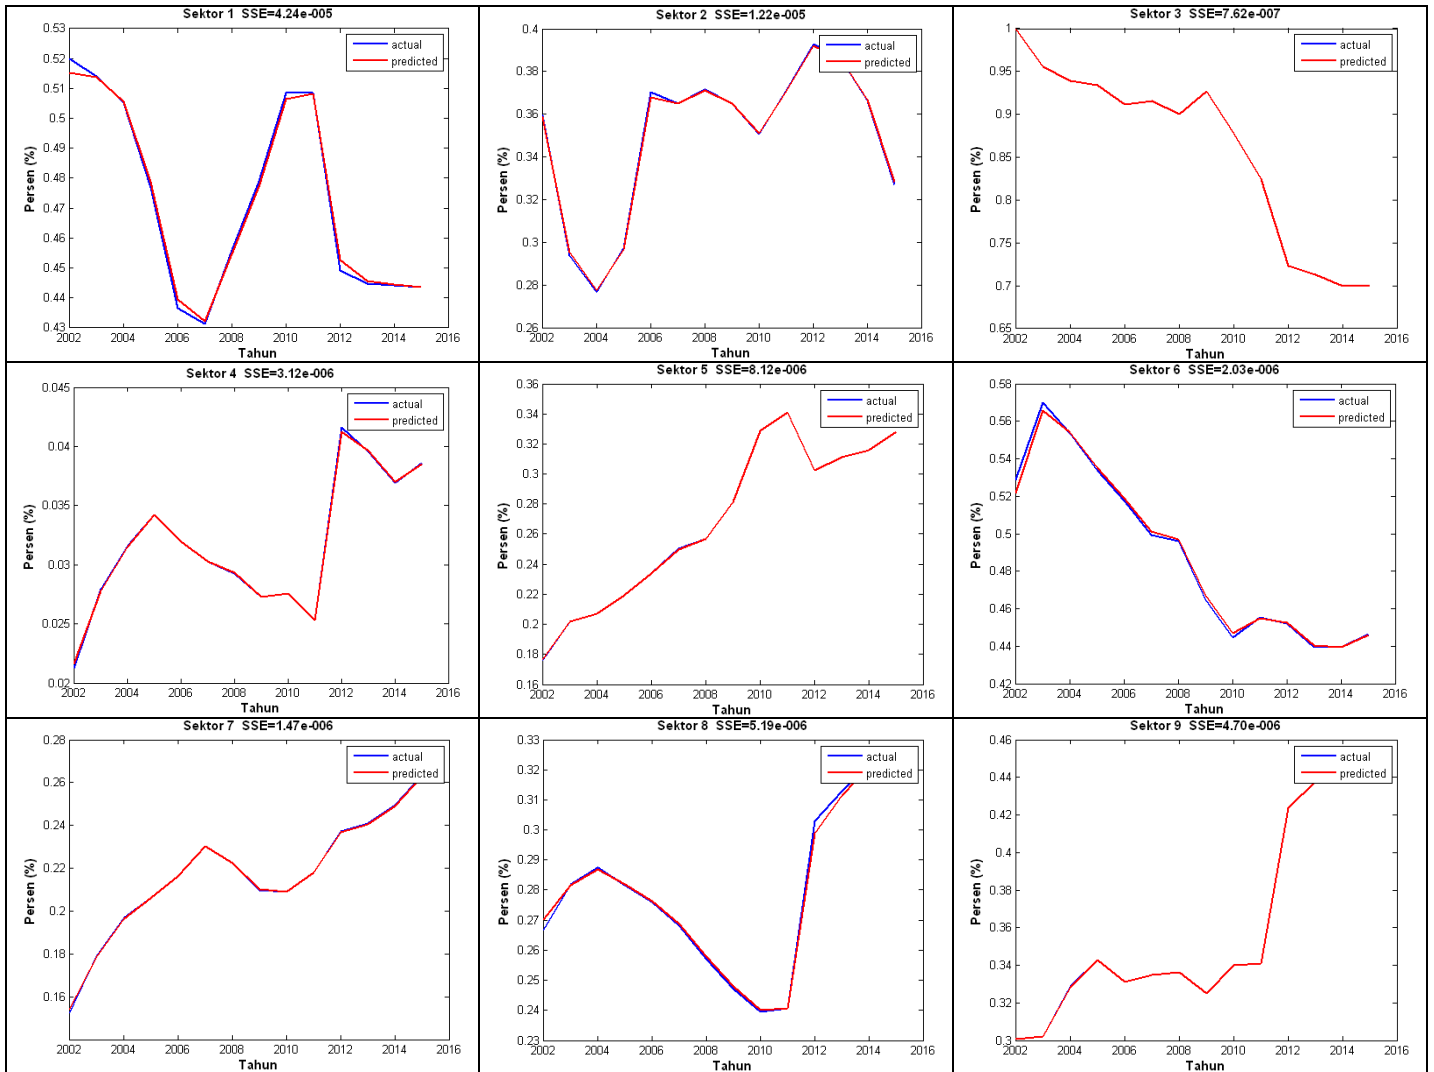 Sektor 1 SSE=4.24e-005
0.53
0.52
0.51
0.5
0.49
0.48
0.47
0.46
0.45
0.44
0.43
Persen (%)
actual
predicted
2002 2004 2006 2008 2010 2012 2014 2016
Tahun
Sektor 2 SSE=1.22e-005
0.4
0.38
0.36
0.34
0.32
0.3
0.28
0.26
Persen (%)
actual
predicted
2002 2004 2006 2008 2010 2012 2014 2016
Tahun
Sektor 3 SSE=7.62e-007
1
0.95
0.9
0.85
0.8
0.75
0.7
0.65
Persen (%)
actual
predicted
2002 2004 2006 2008 2010 2012 2014 2016
Tahun
Sektor 4 SSE=3.12e-006
0.045
0.04
0.035
0.03
0.025
0.02
Persen (%)
actual
predicted
2002 2004 2006 2008 2010 2012 2014 2016
Tahun
Sektor 5 SSE=8.12e-006
0.36
0.34
0.32
0.3
0.26
0.24
0.22
0.2
0.18
0.16
Persen (%)
actual
predicted
2002 2004 2006 2008 2010 2012 2014 2016
Tahun
Sektor 6 SSE=2.03e-006
0.58
0.56
0.54
0.52
0.5
0.48
0.46
0.44
0.42
Persen (%)
actual
predicted
2002 2004 2006 2008 2010 2012 2014 2016
Tahun
Sektor 7 SSE=1.47e-006
0.28
0.26
0.24
0.22
0.2
0.18
0.16
Persen (%)
actual
predicted
2002 2004 2006 2008 2010 2012 2014 2016
Tahun
Sektor 8 SSE=5.19e-006
0.33
0.32
0.31
0.3
0.29
0.28
0.27
0.26
0.25
0.24
0.23
Persen (%)
actual
predicted
2002 2004 2006 2008 2010 2012 2014 2016
Tahun
Sektor 9 SSE=4.70e-006
0.46
0.44
0.42
0.4
0.38
0.36
0.34
0.32
0.3
Persen (%)
actual
predicted
2002 2004 2006 2008 2010 2012 2014 2016
Tahun